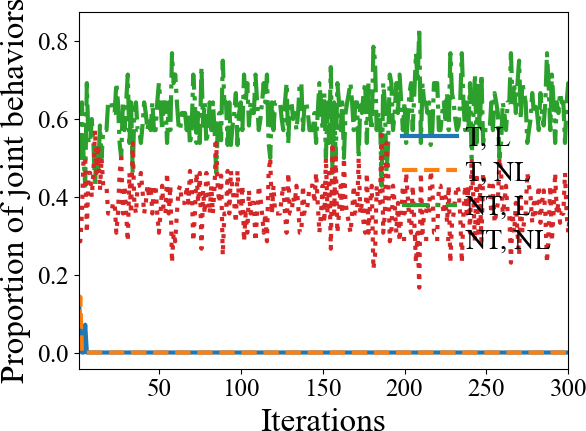 Proportion of joint behaviors
0.8
0.6
0.4
0.2
0.0
T, L
T, NL
NT, L
NT, NL
50 100 150 200 250 300
Iterations